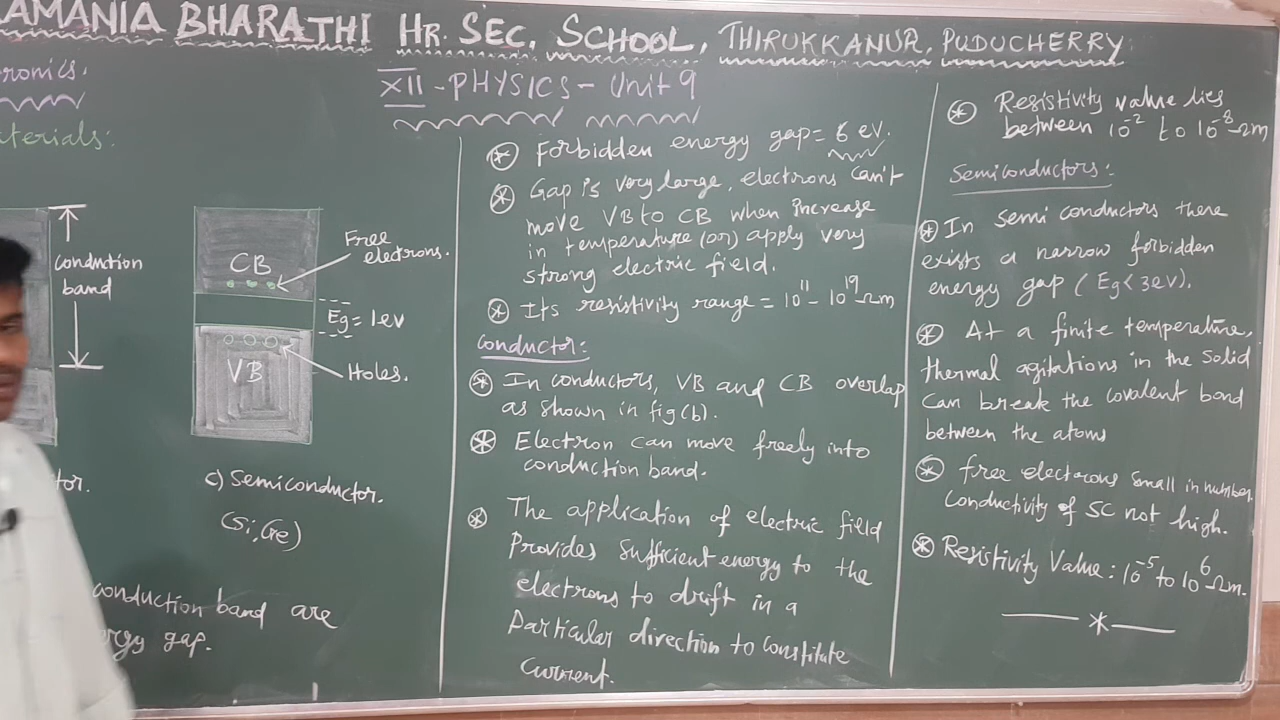 AMANIA BHARATHI HR. SEC. SCHOOL, THIRUKKANUR, PUDUCHERRY.
XII - PHYSICS - Unit 9
ronics.
terials:
conduction
band
CB
Free
electrons.
Eg = 1eV
VB
Holes.
tor.
c) Semiconductor.
(Si, Ge)
conduction band are
rgy gap.
Forbidden energy gap = 6 eV.
Gap is very large, electrons can't
move VB to CB when increase
in temperature (or) apply very
strong electric field.
Its resistivity range = 10¹¹ - 10¹⁹ Ωm
Conductor:
In conductors, VB and CB overlap
as shown in fig (b).
Electron can move freely into
conduction band.
The application of electric field
Provides sufficient energy to the
electrons to drift in a
Particular direction to constitute
current.
Resistivity value lies
between 10⁻² to 10⁻⁸ Ωm
Semiconductors:
In semi conductors there
exists a narrow forbidden
energy gap (Eg < 3eV).
At a finite temperature,
thermal agitations in the solid
can break the covalent bond
between the atoms
free electrons small in number
Conductivity of SC not high.
Resistivity Value: 10⁻⁵ to 10⁶ Ωm.